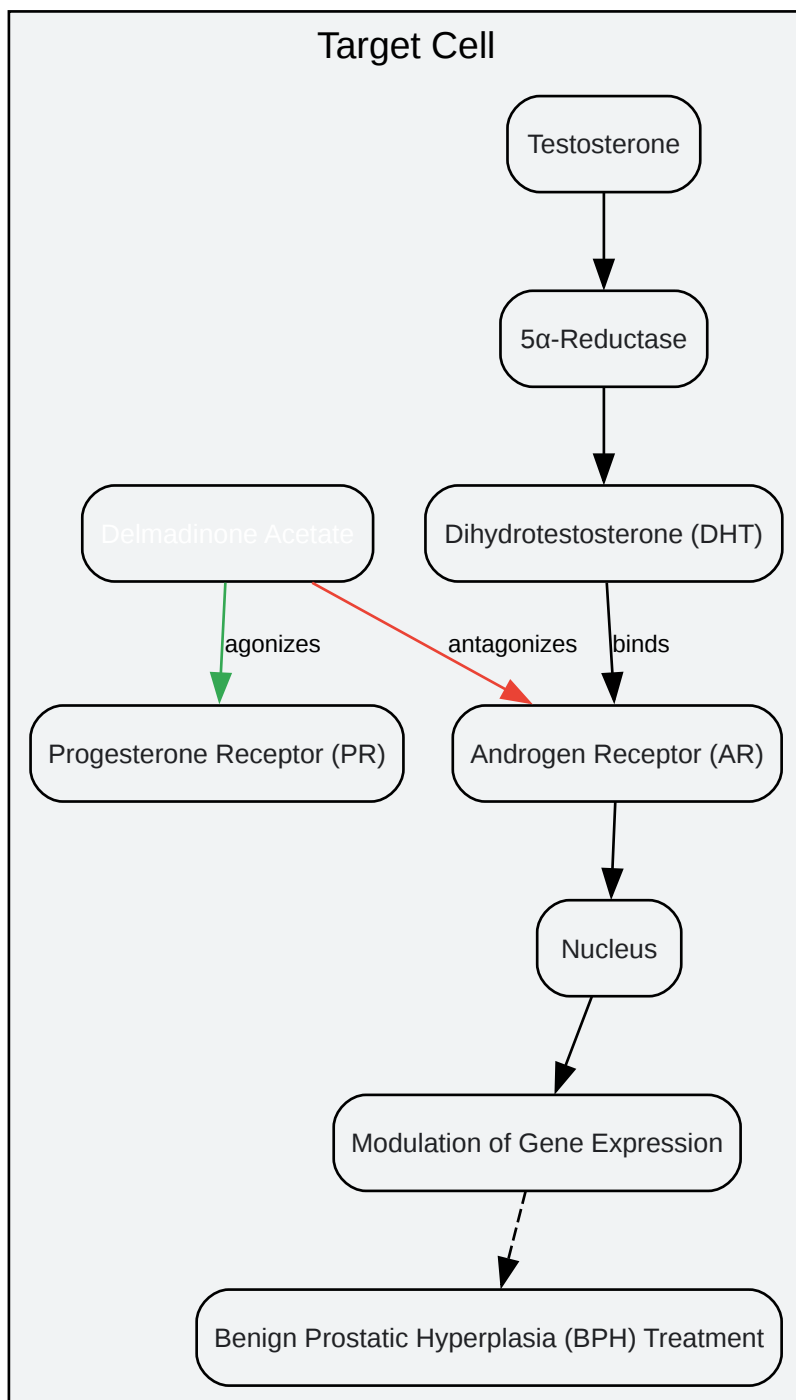 Target Cell
Testosterone
5α-Reductase
Delmadinone Acetate
Dihydrotestosterone (DHT)
agonizes
antagonizes
binds
Progesterone Receptor (PR)
Androgen Receptor (AR)
Nucleus
Modulation of Gene Expression
Benign Prostatic Hyperplasia (BPH) Treatment